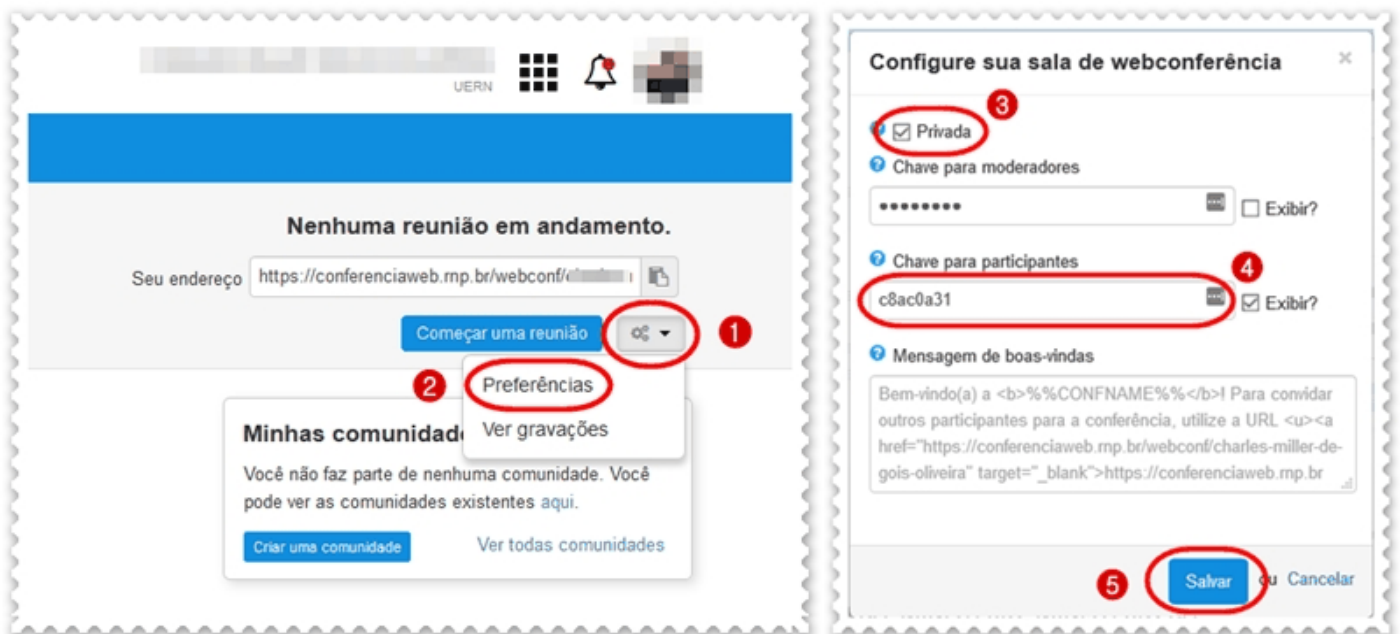 UERN
Nenhuma reunião em andamento.
Seu endereço https://conferenciaweb.rnp.br/webconf/
Começar uma reunião
1
2
Preferências
Ver gravações
Minhas comunidad
Você não faz parte de nenhuma comunidade. Você
pode ver as comunidades existentes aqui.
Criar uma comunidade Ver todas comunidades
Configure sua sala de webconferência ×
3
? Privada
? Chave para moderadores
•••••••• Exibir?
? Chave para participantes
4
c8ac0a31 Exibir?
? Mensagem de boas-vindas
Bem-vindo(a) a <b>%%CONFNAME%%</b>! Para convidar
outros participantes para a conferência, utilize a URL <u><a
href="https://conferenciaweb.rnp.br/webconf/charles-miller-de-
gois-oliveira" target="_blank">https://conferenciaweb.rnp.br
5
Salvar ou Cancelar